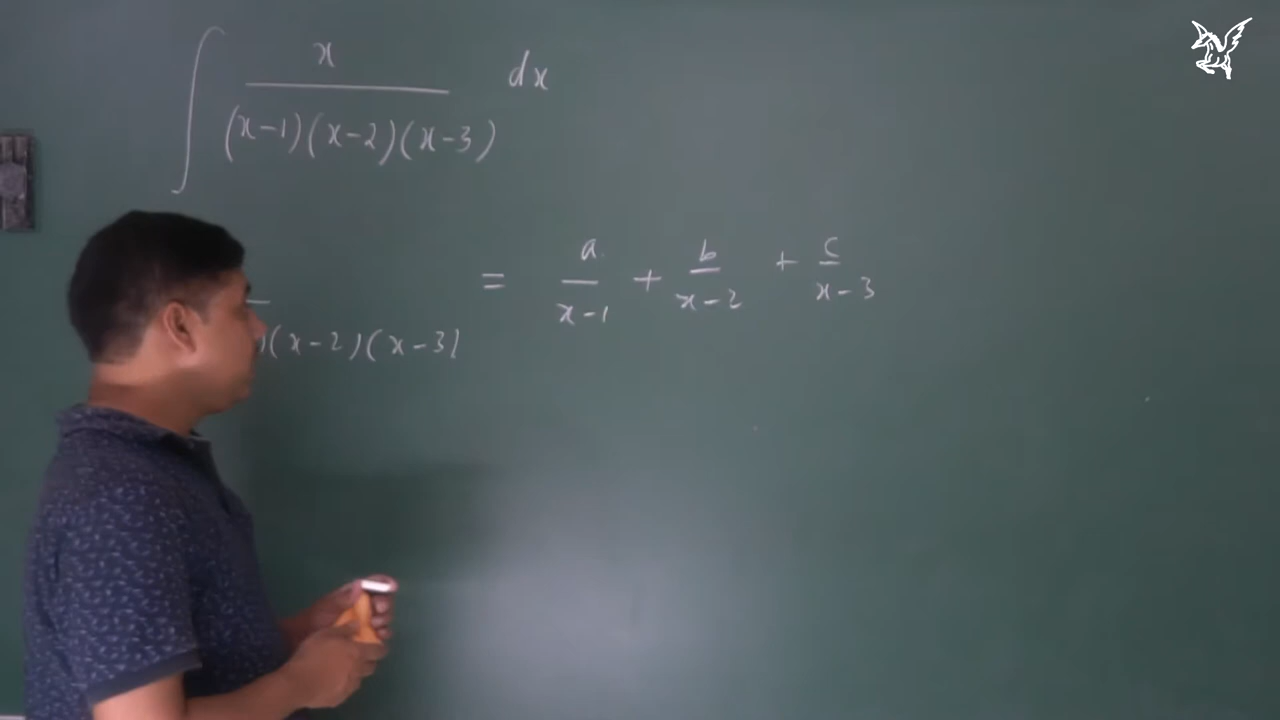 ∫ x / (x-1)(x-2)(x-3) dx
)(x-2)(x-3) = a / x-1 + b / x-2 + c / x-3